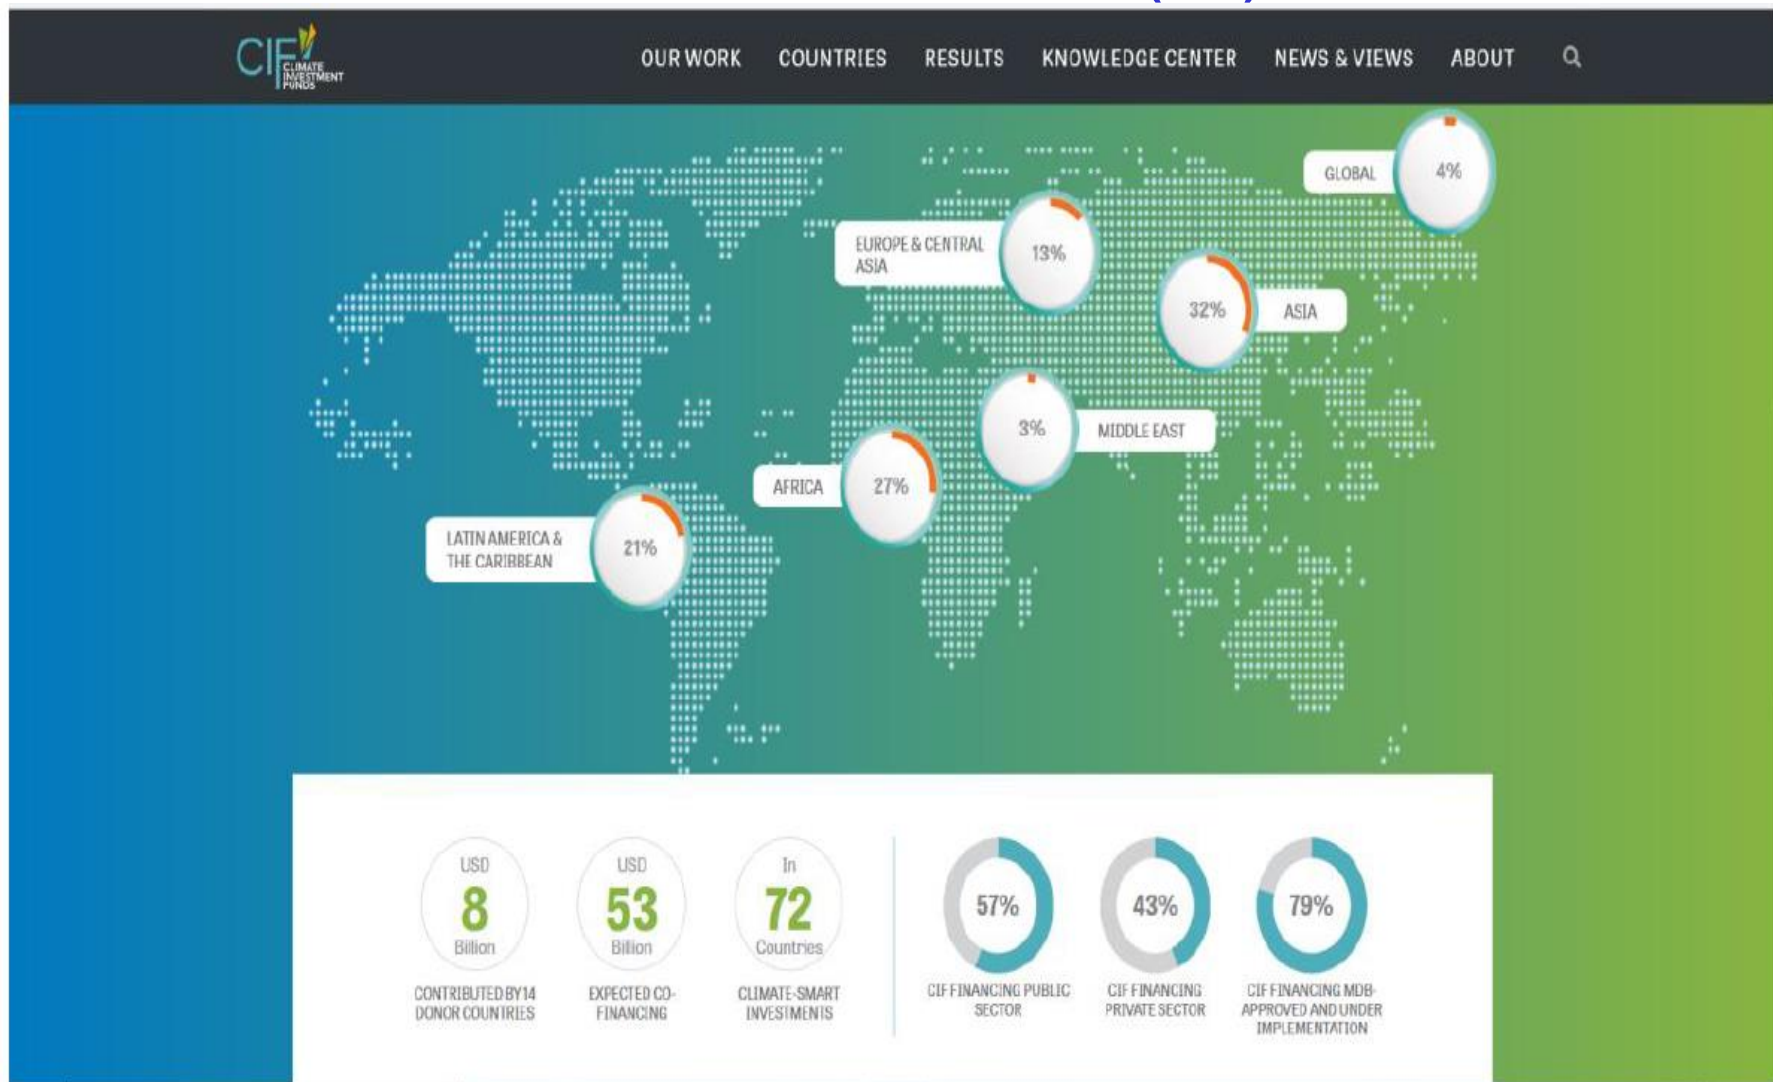 CIF
CLIMATE
INVESTMENT
FUNDS
OUR WORK COUNTRIES RESULTS KNOWLEDGE CENTER NEWS & VIEWS ABOUT
GLOBAL
4%
EUROPE & CENTRAL
ASIA
13%
32%
ASIA
3%
MIDDLE EAST
AFRICA
27%
LATIN AMERICA &
THE CARIBBEAN
21%
USD
8
Billion
CONTRIBUTED BY 14
DONOR COUNTRIES
USD
53
Billion
EXPECTED CO-
FINANCING
In
72
Countries
CLIMATE-SMART
INVESTMENTS
57%
CIF FINANCING PUBLIC
SECTOR
43%
CIF FINANCING
PRIVATE SECTOR
79%
CIF FINANCING MDB-
APPROVED AND UNDER
IMPLEMENTATION